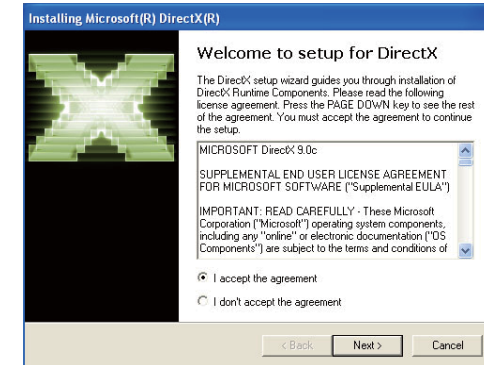 Installing Microsoft(R) DirectX(R)
Welcome to setup for DirectX
The DirectX setup wizard guides you through installation of
DirectX Runtime Components. Please read the following
license agreement. Press the PAGE DOWN key to see the rest
of the agreement. You must accept the agreement to continue
the setup.
MICROSOFT DirectX 9.0c
SUPPLEMENTAL END USER LICENSE AGREEMENT
FOR MICROSOFT SOFTWARE ("Supplemental EULA")
IMPORTANT: READ CAREFULLY - These Microsoft
Corporation ("Microsoft") operating system components,
including any "online" or electronic documentation ("OS
Components") are subject to the terms and conditions of
I accept the agreement
I don't accept the agreement
< Back Next > Cancel